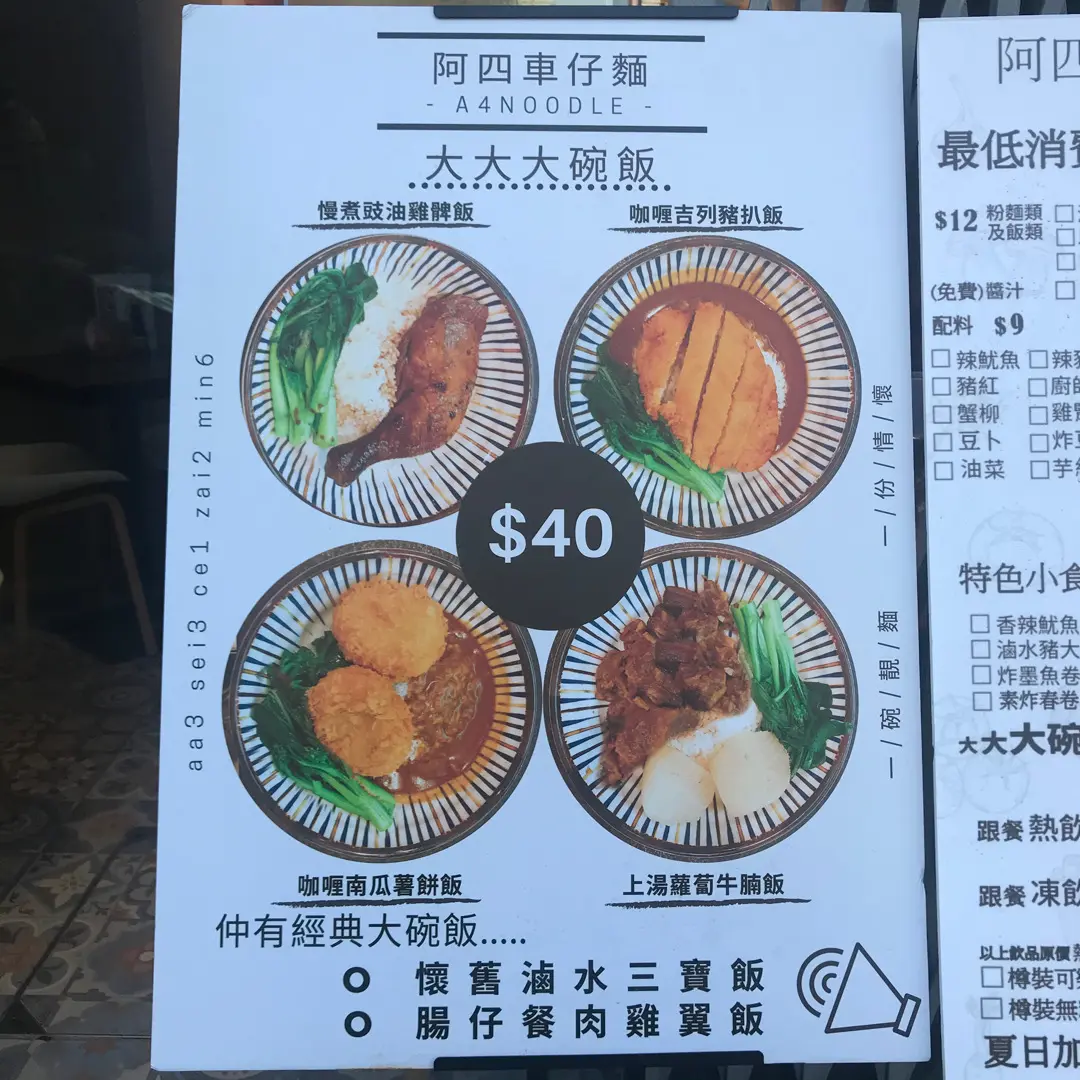 阿四車仔麵
- A4NOODLE -
大大大碗飯
慢煮豉油雞髀飯
咖喱吉列豬扒飯
$40
aa3 sei3 ce1 zai2 min6
一/碗/靚/麵 一/份/情/懷
咖喱南瓜薯餅飯
上湯蘿蔔牛腩飯
仲有經典大碗飯.....
懷舊滷水三寶飯
腸仔餐肉雞翼飯
阿四
最低消
$12 粉麵類
及飯類
(免費)醬汁
配料 $9
辣魷魚 辣
豬紅 廚
蟹柳 雞
豆卜 炸
油菜 芋
特色小食
香辣魷魚
滷水豬大
炸墨魚卷
素炸春卷
大大大碗
跟餐 熱飲
跟餐 凍飲
以上飲品原價
樽裝可
樽裝無
夏日加